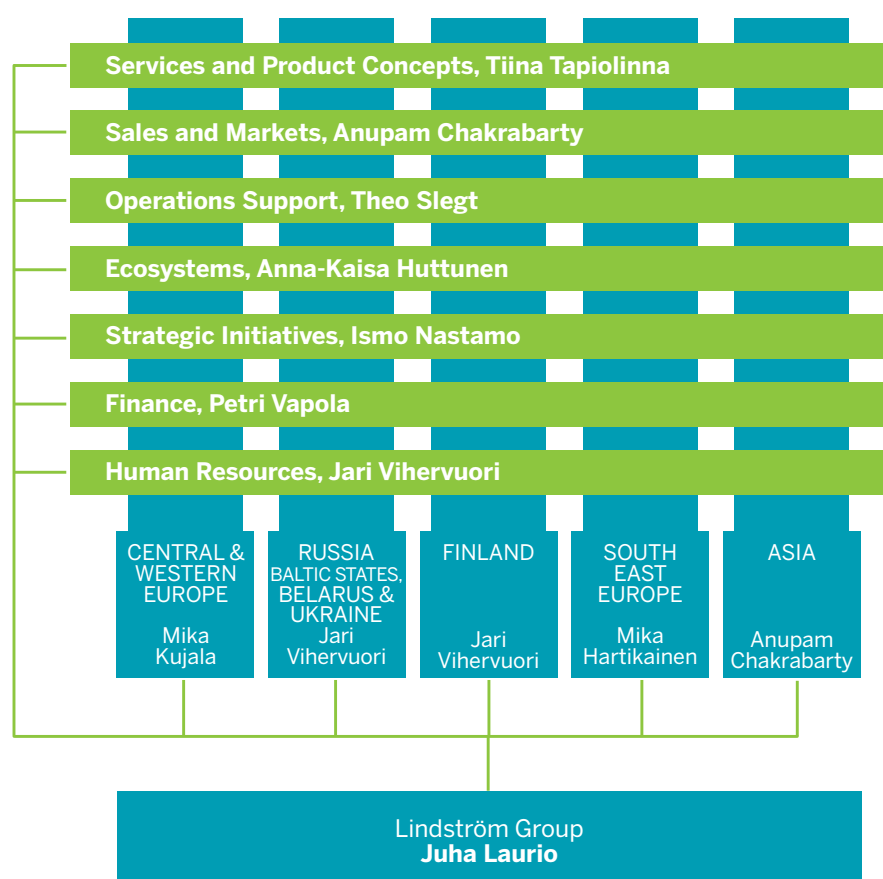 Services and Product Concepts, Tiina Tapiolinna
Sales and Markets, Anupam Chakrabarty
Operations Support, Theo Slegt
Ecosystems, Anna-Kaisa Huttunen
Strategic Initiatives, Ismo Nastamo
Finance, Petri Vapola
Human Resources, Jari Vihervuori
CENTRAL &
WESTERN
EUROPE
Mika
Kujala
RUSSIA
BALTIC STATES,
BELARUS &
UKRAINE
Jari
Vihervuori
FINLAND
Jari
Vihervuori
SOUTH
EAST
EUROPE
Mika
Hartikainen
ASIA
Anupam
Chakrabarty
Lindström Group
Juha Laurio